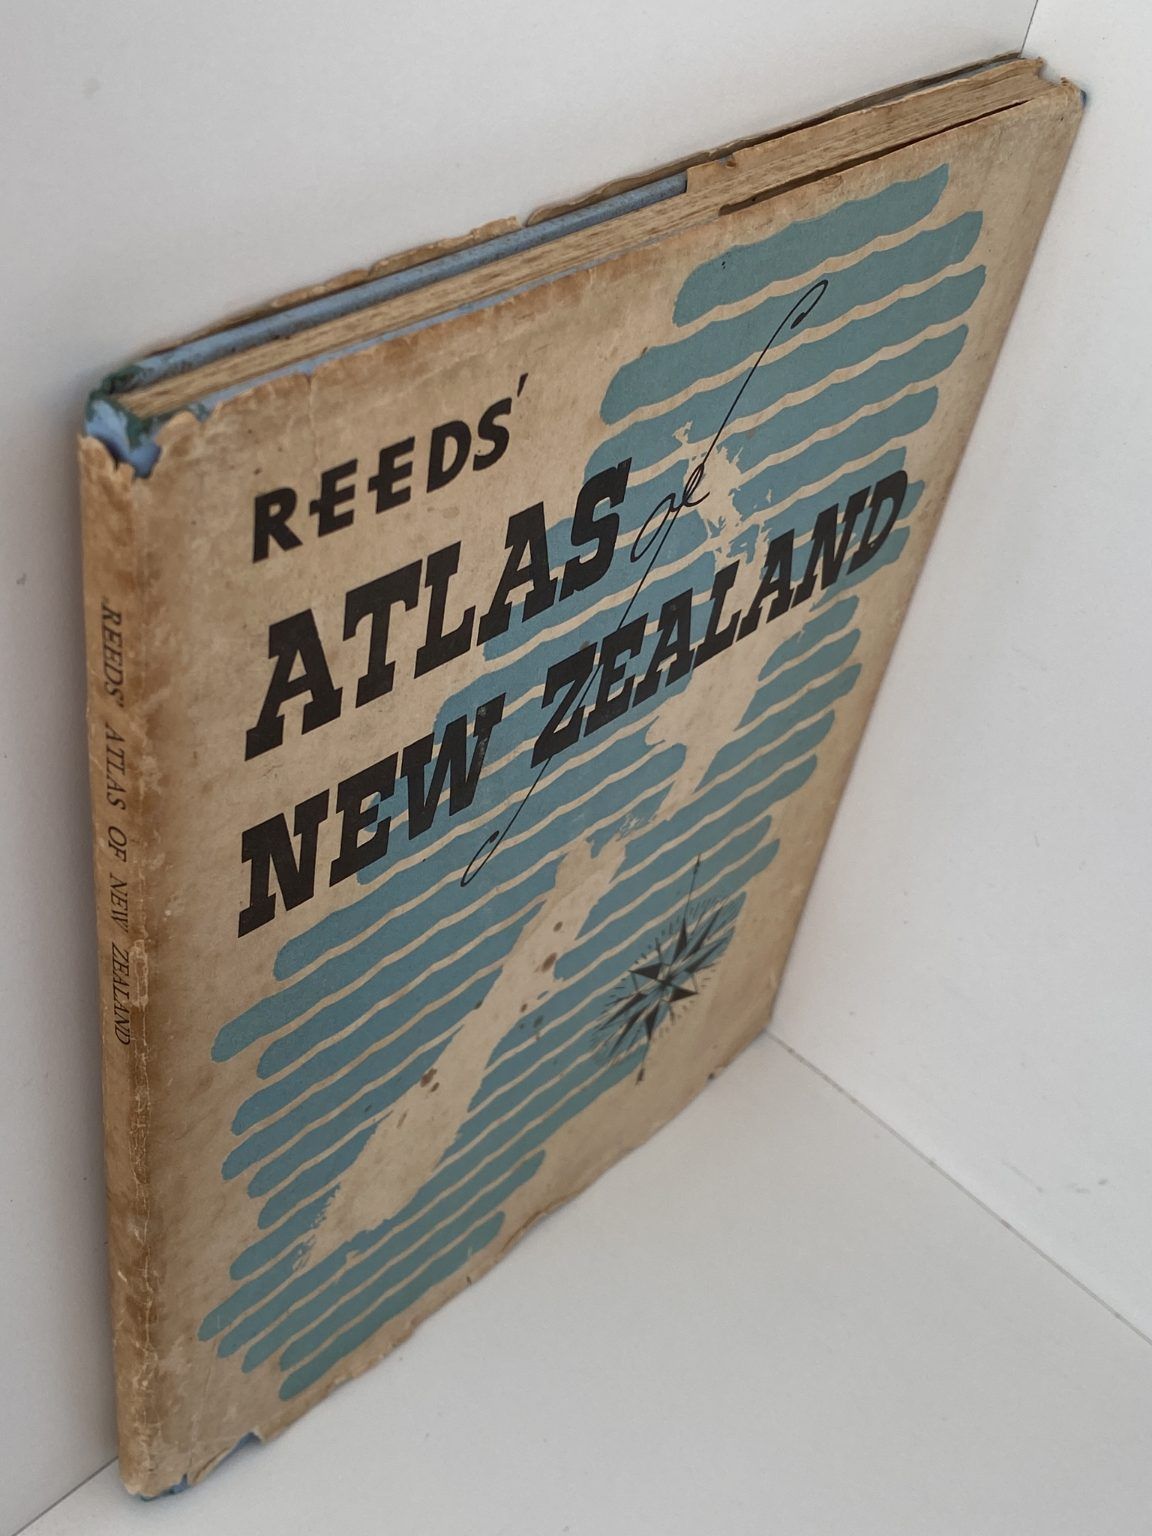 REEDS'
ATLAS of
NEW ZEALAND
REEDS' ATLAS OF NEW ZEALAND